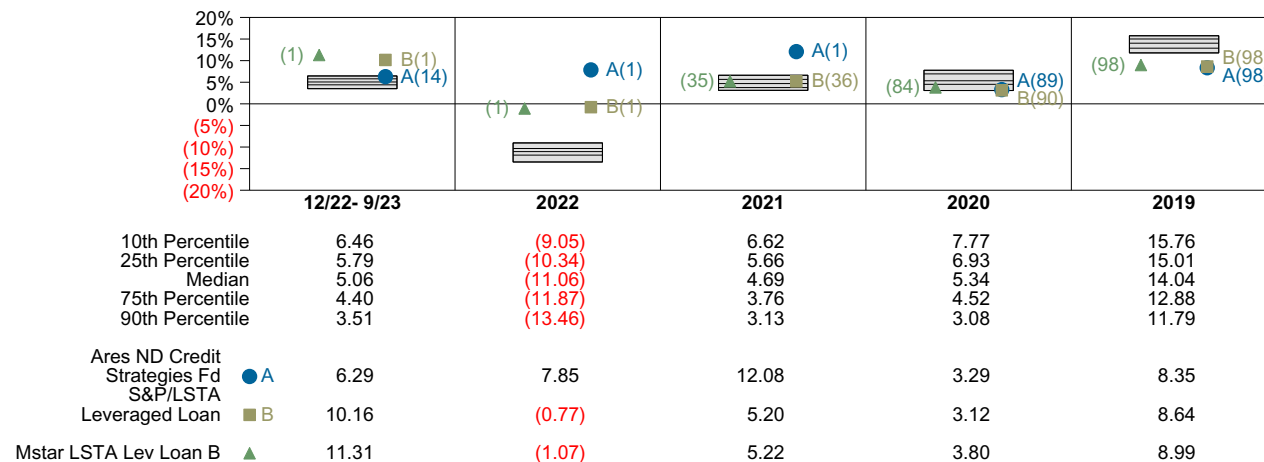 20%
15%
10%
5%
0%
(5%)
(10%)
(15%)
(20%)
(1) B(1)
A(14)
A(1)
(1) B(1)
A(1)
(35) B(36)
(84) A(89)
B(90)
(98) B(98
A(98
12/22- 9/23 2022 2021 2020 2019
10th Percentile 6.46 (9.05) 6.62 7.77 15.76
25th Percentile 5.79 (10.34) 5.66 6.93 15.01
Median 5.06 (11.06) 4.69 5.34 14.04
75th Percentile 4.40 (11.87) 3.76 4.52 12.88
90th Percentile 3.51 (13.46) 3.13 3.08 11.79
Ares ND Credit
Strategies Fd A 6.29 7.85 12.08 3.29 8.35
S&P/LSTA
Leveraged Loan B 10.16 (0.77) 5.20 3.12 8.64
Mstar LSTA Lev Loan B 11.31 (1.07) 5.22 3.80 8.99